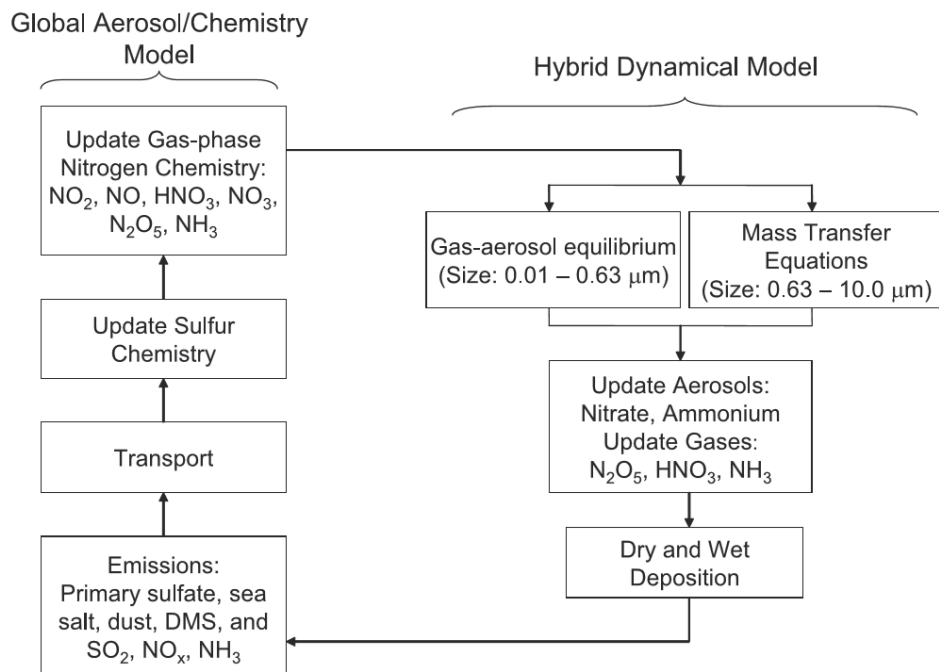 Global Aerosol/Chemistry
Model
Hybrid Dynamical Model
Update Gas-phase
Nitrogen Chemistry:
NO₂, NO, HNO₃, NO₃,
N₂O₅, NH₃
Gas-aerosol equilibrium
(Size: 0.01 – 0.63 μm)
Mass Transfer
Equations
(Size: 0.63 – 10.0 μm)
Update Sulfur
Chemistry
Update Aerosols:
Nitrate, Ammonium
Update Gases:
N₂O₅, HNO₃, NH₃
Transport
Dry and Wet
Deposition
Emissions:
Primary sulfate, sea
salt, dust, DMS, and
SO₂, NOₓ, NH₃